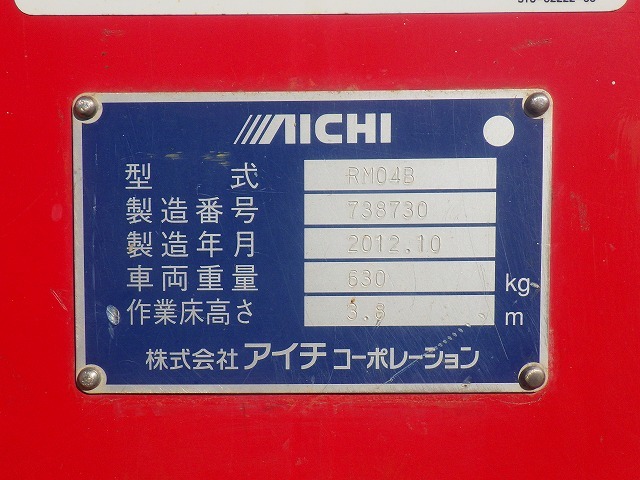 AICHI
型式 RM04B
製造番号 738730
製造年月 2012.10
車両重量 630 kg
作業床高さ 3.8 m
株式会社 アイチ コーポレーション